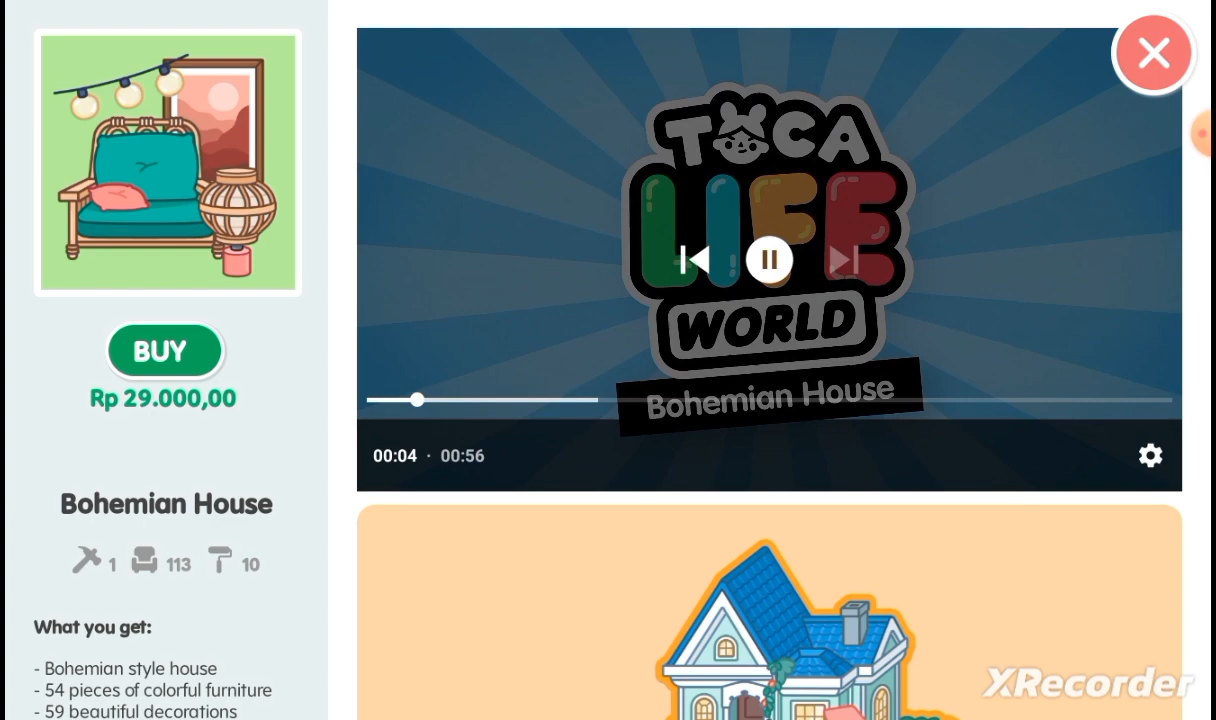 TOCA
LIFE
WORLD
Bohemian House
00:04 · 00:56
BUY
Rp 29.000,00
Bohemian House
1 113 10
What you get:
- Bohemian style house
- 54 pieces of colorful furniture
- 59 beautiful decorations
XRecorder